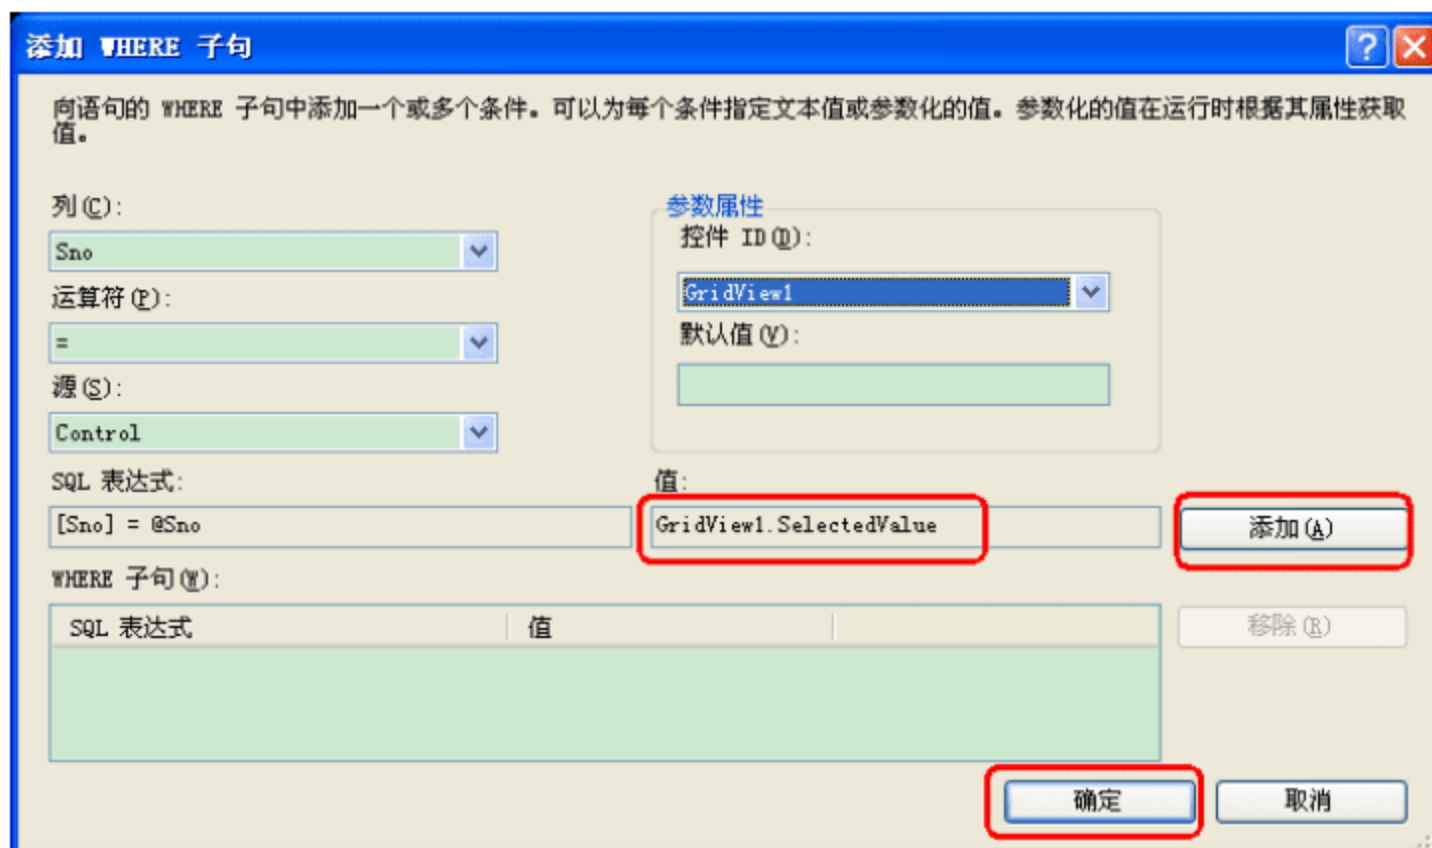 添加 WHERE 子句
向语句的 WHERE 子句中添加一个或多个条件。可以为每个条件指定文本值或参数化的值。参数化的值在运行时根据其属性获取
值。
列(C):
Sno
运算符(P):
=
源(S):
Control
参数属性
控件 ID(D):
GridView1
默认值(V):
SQL 表达式:
[Sno] = @Sno
值:
GridView1.SelectedValue
添加(A)
WHERE 子句(W):
SQL 表达式 值
移除(R)
确定 取消